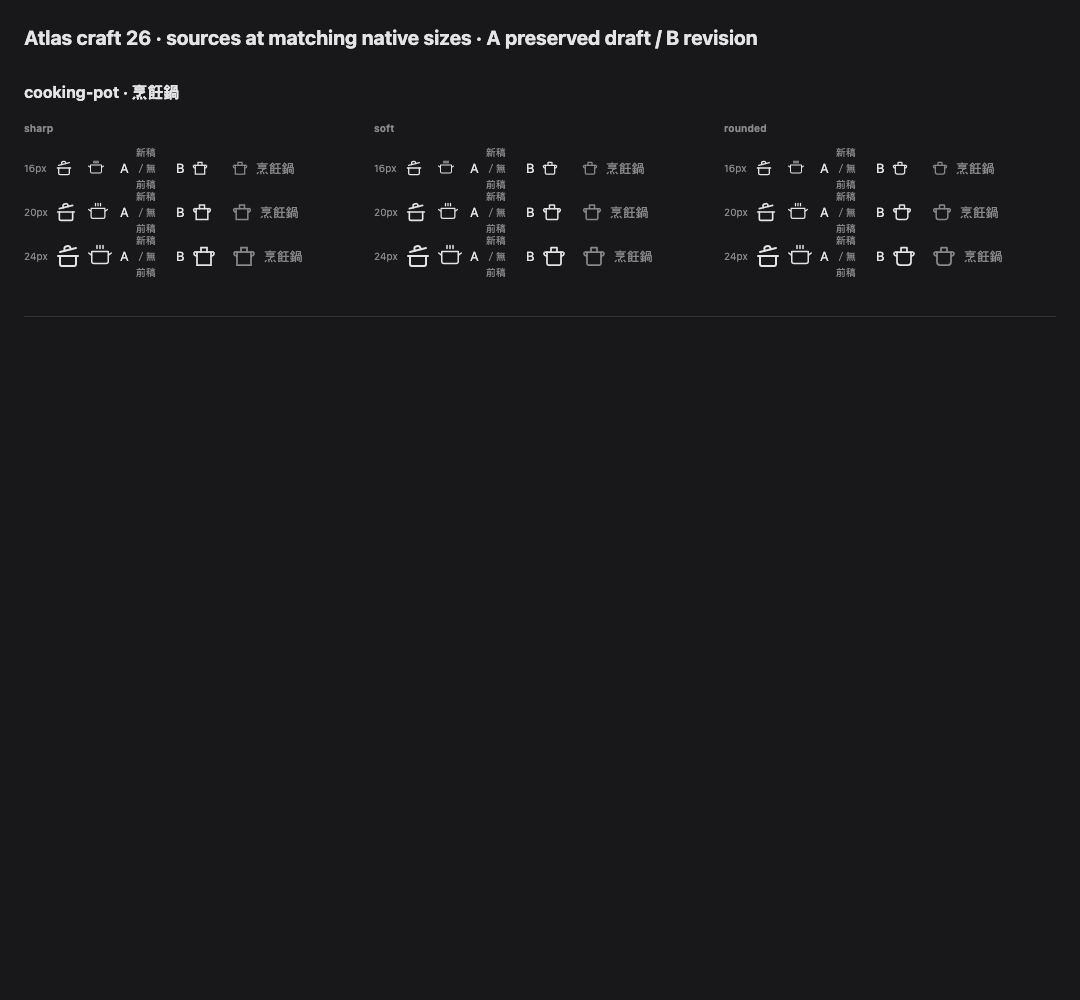 Atlas craft 26 · sources at matching native sizes · A preserved draft / B revision
cooking-pot · 烹飪鍋
sharp
soft
rounded
16px A 新稿 / 無前稿 B 烹飪鍋
16px A 新稿 / 無前稿 B 烹飪鍋
16px A 新稿 / 無前稿 B 烹飪鍋
20px A 新稿 / 無前稿 B 烹飪鍋
20px A 新稿 / 無前稿 B 烹飪鍋
20px A 新稿 / 無前稿 B 烹飪鍋
24px A 新稿 / 無前稿 B 烹飪鍋
24px A 新稿 / 無前稿 B 烹飪鍋
24px A 新稿 / 無前稿 B 烹飪鍋